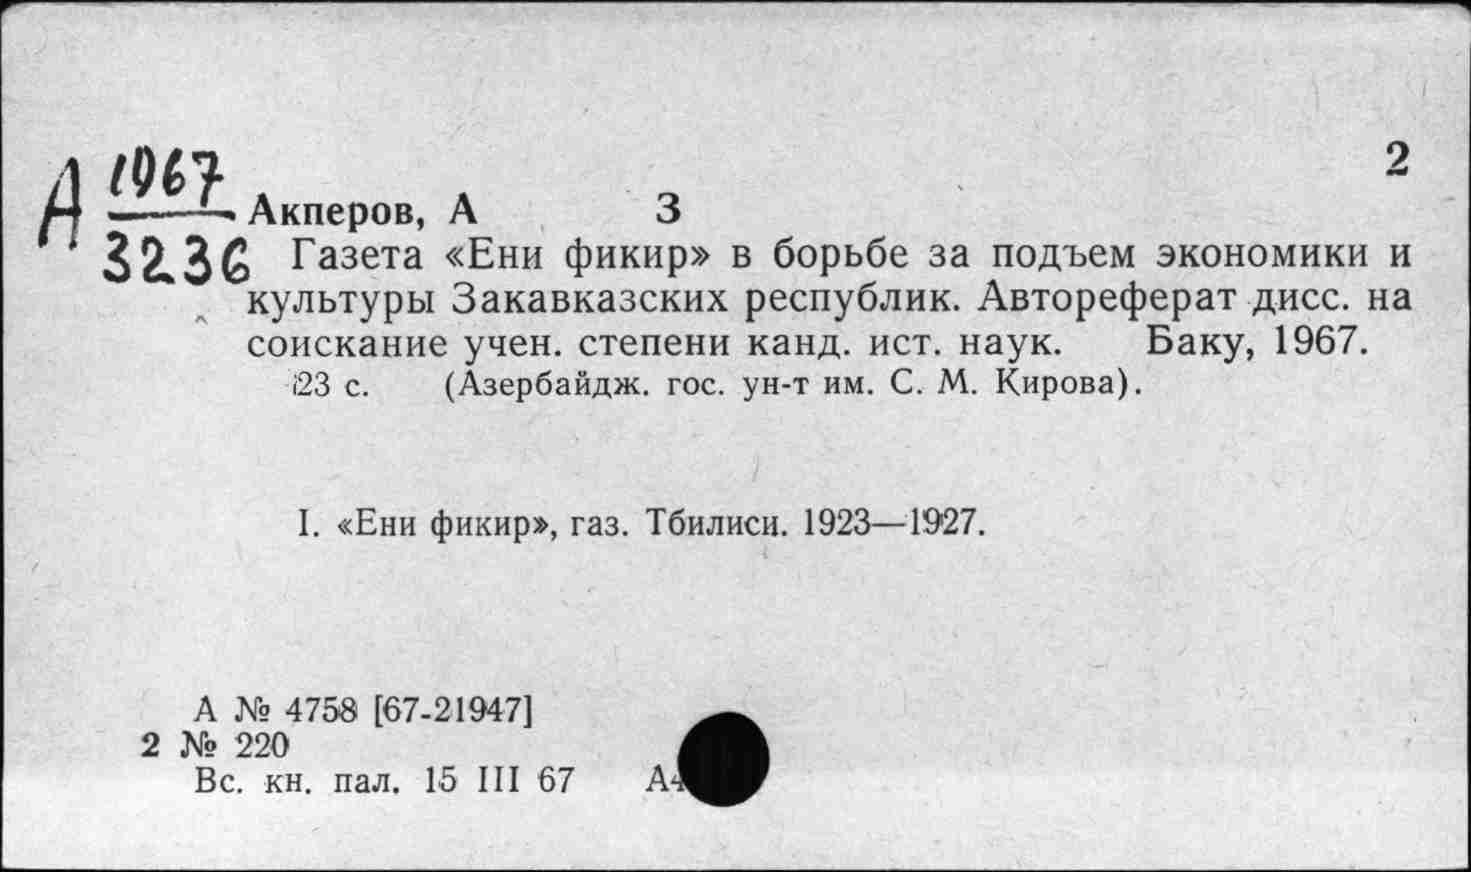 2
А 1967
3236
Акперов, А З
Газета «Ени фикир» в борьбе за подъем экономики и
культуры Закавказских республик. Автореферат дисс. на
соискание учен. степени канд. ист. наук. Баку, 1967.
23 с. (Азербайдж. гос. ун-т им. С. М. Кирова).
I. «Ени фикир», газ. Тбилиси. 1923—1927.
А № 4758 [67-21947]
2 № 220
Вс. кн. пал. 15 III 67 А4